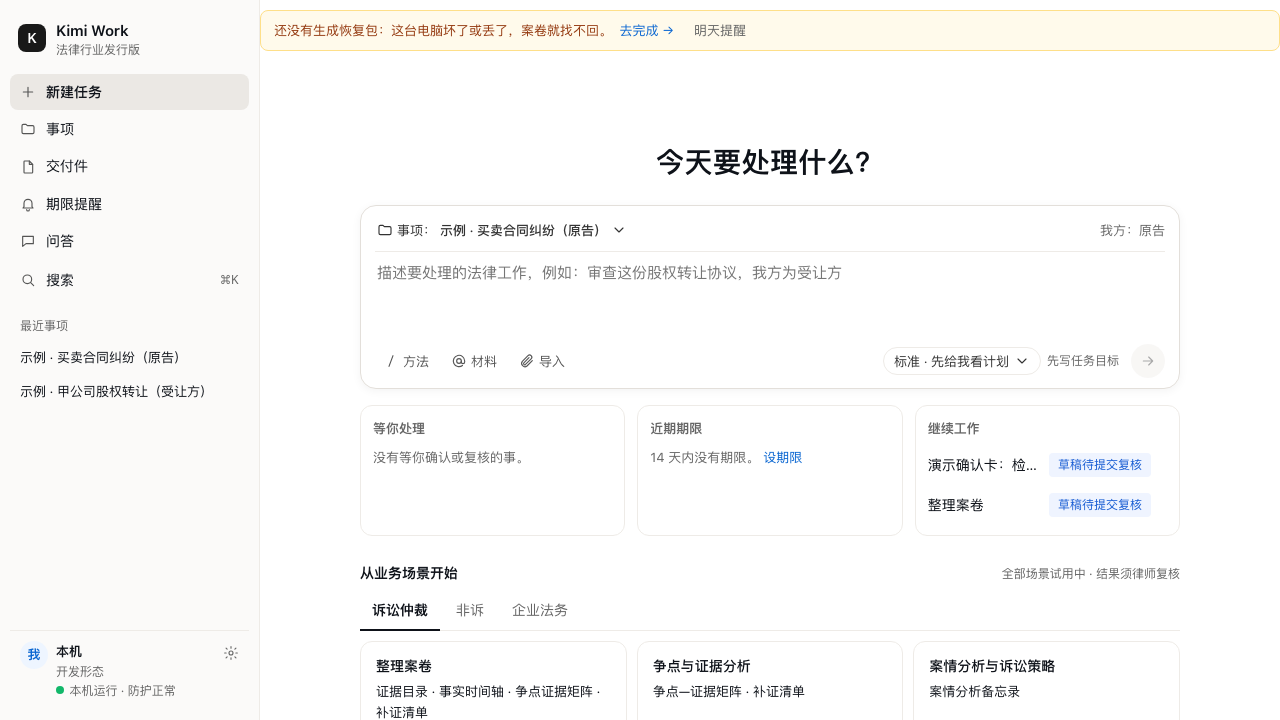 K
Kimi Work
法律行业发行版
新建任务
事项
交付件
期限提醒
问答
搜索 ⌘K
最近事项
示例 · 买卖合同纠纷（原告）
示例 · 甲公司股权转让（受让方）
我
本机
开发形态
本机运行 · 防护正常
还没有生成恢复包：这台电脑坏了或丢了，案卷就找不回。 去完成 → 明天提醒
今天要处理什么？
事项： 示例 · 买卖合同纠纷（原告） 我方：原告
描述要处理的法律工作，例如：审查这份股权转让协议，我方为受让方
/ 方法 材料 导入 标准 · 先给我看计划 先写任务目标
等你处理
没有等你确认或复核的事。
近期期限
14 天内没有期限。 设期限
继续工作
演示确认卡：检… 草稿待提交复核
整理案卷 草稿待提交复核
从业务场景开始 全部场景试用中 · 结果须律师复核
诉讼仲裁 非诉 企业法务
整理案卷
证据目录 · 事实时间轴 · 争点证据矩阵 ·
补证清单
争点与证据分析
争点—证据矩阵 · 补证清单
案情分析与诉讼策略
案情分析备忘录